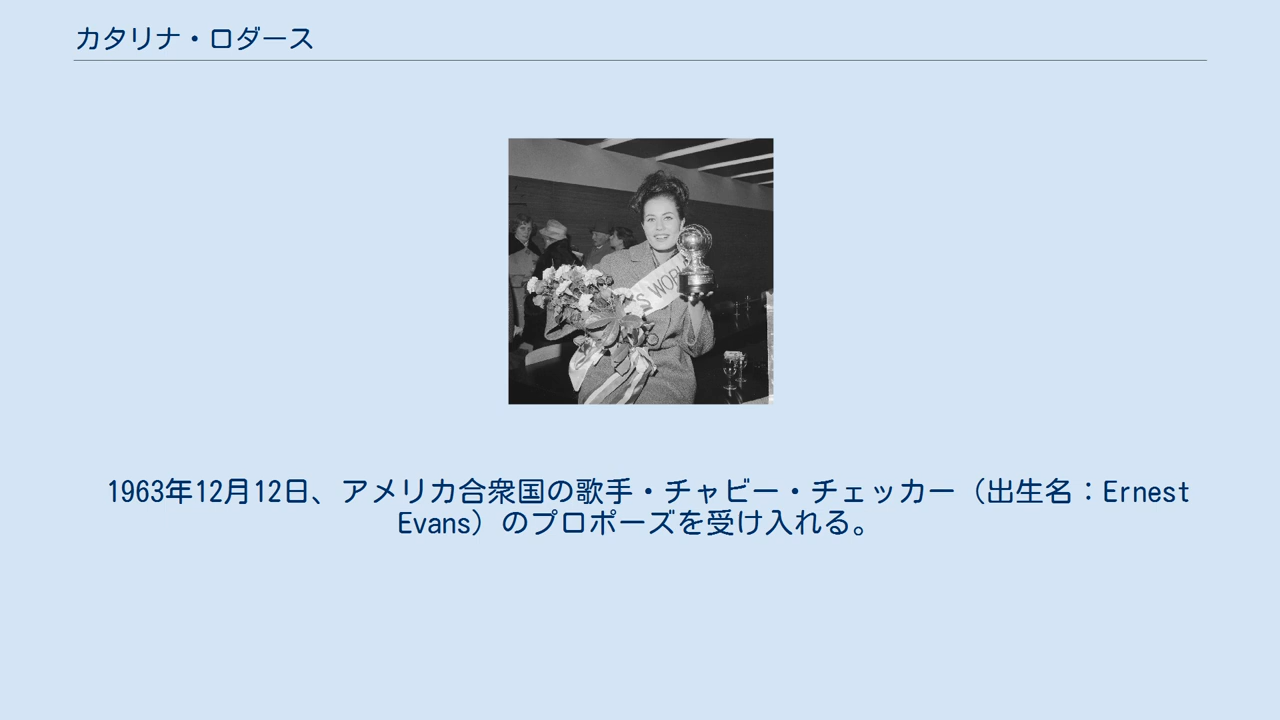 カタリナ・ロダース
S WORL
1963年12月12日、アメリカ合衆国の歌手・チャビー・チェッカー（出生名：Ernest
Evans）のプロポーズを受け入れる。